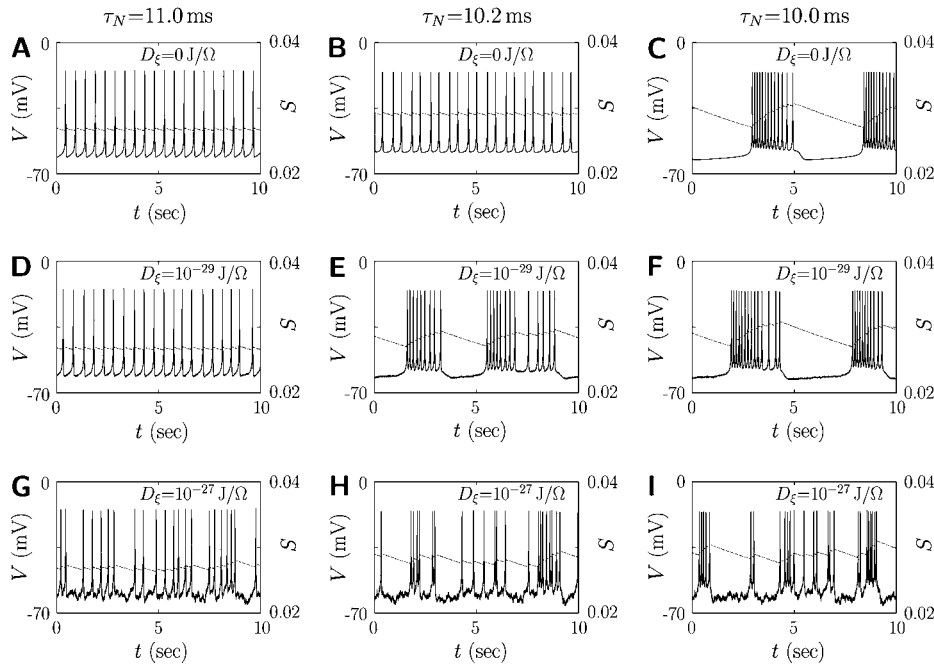 τN=11.0 ms τN=10.2 ms τN=10.0 ms
A 0 Dξ=0 J/Ω 0.04 B 0 Dξ=0 J/Ω 0.04 C 0 Dξ=0 J/Ω 0.04
V (mV) S V (mV) S V (mV) S
-70 0.02 -70 0.02 -70 0.02
0 5 10 0 5 10 0 5 10
t (sec) t (sec) t (sec)
D 0 Dξ=10⁻²⁹ J/Ω 0.04 E 0 Dξ=10⁻²⁹ J/Ω 0.04 F 0 Dξ=10⁻²⁹ J/Ω 0.04
V (mV) S V (mV) S V (mV) S
-70 0.02 -70 0.02 -70 0.02
0 5 10 0 5 10 0 5 10
t (sec) t (sec) t (sec)
G 0 Dξ=10⁻²⁷ J/Ω 0.04 H 0 Dξ=10⁻²⁷ J/Ω 0.04 I 0 Dξ=10⁻²⁷ J/Ω 0.04
V (mV) S V (mV) S V (mV) S
-70 0.02 -70 0.02 -70 0.02
0 5 10 0 5 10 0 5 10
t (sec) t (sec) t (sec)